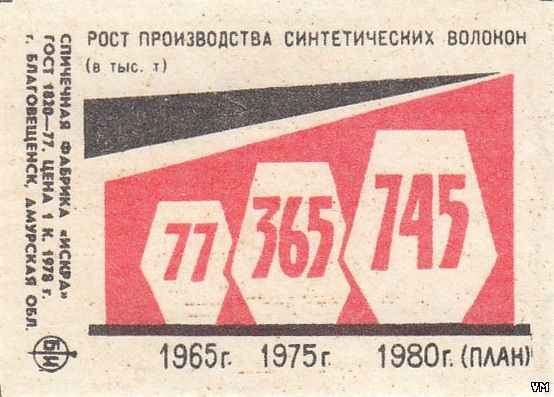 РОСТ ПРОИЗВОДСТВА СИНТЕТИЧЕСКИХ ВОЛОКОН
(в тыс. т)
СПИЧЕЧНАЯ ФАБРИКА «ИСКРА»
ГОСТ 1820—77. ЦЕНА 1 К. 1978 г.
г. БЛАГОВЕЩЕНСК, АМУРСКАЯ ОБЛ.
БИ
77 365 745
1965г. 1975г. 1980г. (ПЛАН)
VM